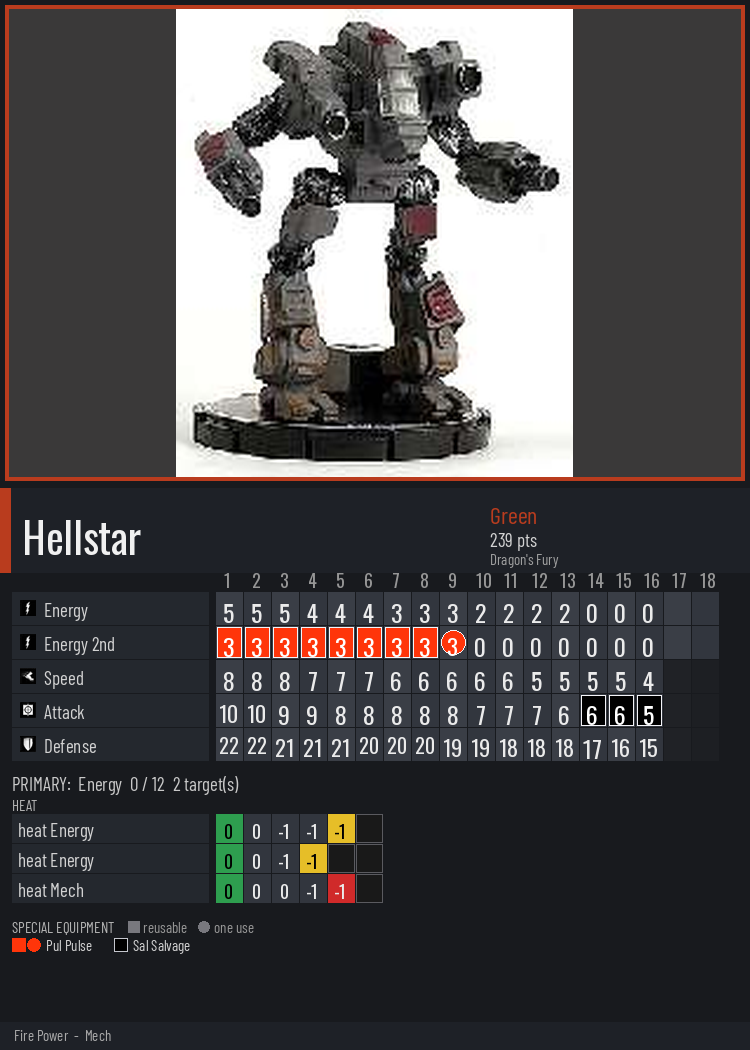 Hellstar
Green
239 pts
Dragon's Fury
1 2 3 4 5 6 7 8 9 10 11 12 13 14 15 16 17 18
Energy 5 5 5 4 4 4 3 3 3 2 2 2 2 0 0 0
Energy 2nd 3 3 3 3 3 3 3 3 3 0 0 0 0 0 0 0
Speed 8 8 8 7 7 7 6 6 6 6 6 5 5 5 5 4
Attack 10 10 9 9 8 8 8 8 8 7 7 7 6 6 6 5
Defense 22 22 21 21 21 20 20 20 19 19 18 18 18 17 16 15
PRIMARY: Energy 0 / 12 2 target(s)
HEAT
heat Energy 0 0 -1 -1 -1
heat Energy 0 0 -1 -1
heat Mech 0 0 0 -1 -1
SPECIAL EQUIPMENT reusable one use
Pul Pulse Sal Salvage
Fire Power - Mech